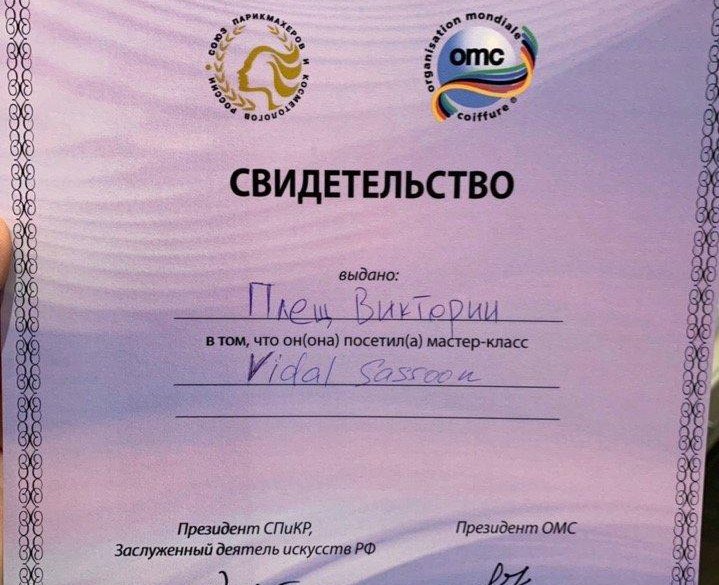 СОЮЗ ПАРИКМАХЕРОВ И КОСМЕТОЛОГОВ РОССИИ
organisation mondiale coiffure ®
omc
СВИДЕТЕЛЬСТВО
выдано:
Плещ Виктории
в том, что он(она) посетил(а) мастер-класс
Vidal Sassoon
Президент СПиКР, Президент ОМС
Заслуженный деятель искусств РФ